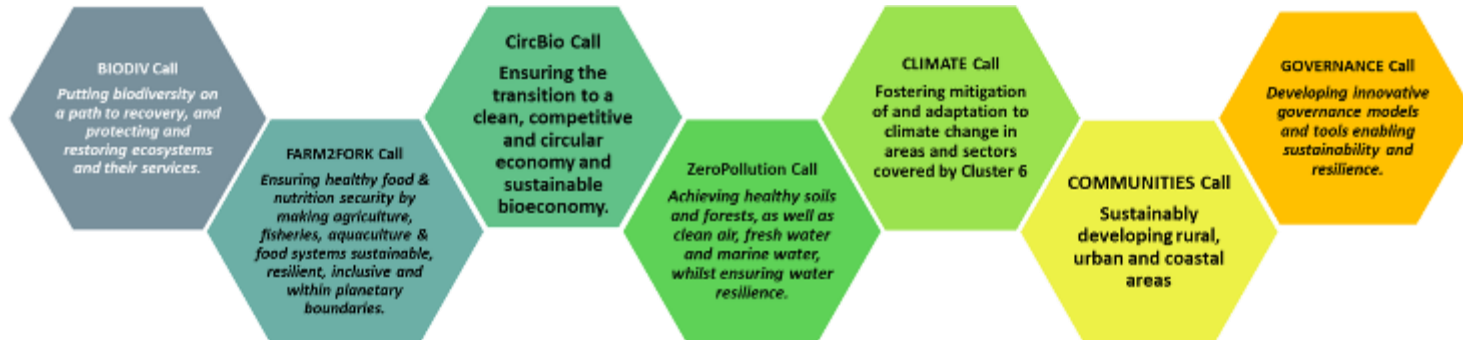 BIODIV Call
Putting biodiversity on
a path to recovery, and
protecting and
restoring ecosystems
and their services.
FARM2FORK Call
Ensuring healthy food &
nutrition security by
making agriculture,
fisheries, aquaculture &
food systems sustainable,
resilient, inclusive and
within planetary
boundaries.
CircBio Call
Ensuring the
transition to a
clean, competitive
and circular
economy and
sustainable
bioeconomy.
ZeroPollution Call
Achieving healthy soils
and forests, as well as
clean air, fresh water
and marine water,
whilst ensuring water
resilience.
CLIMATE Call
Fostering mitigation
of and adaptation to
climate change in
areas and sectors
covered by Cluster 6
COMMUNITIES Call
Sustainably
developing rural,
urban and coastal
areas
GOVERNANCE Call
Developing innovative
governance models
and tools enabling
sustainability and
resilience.